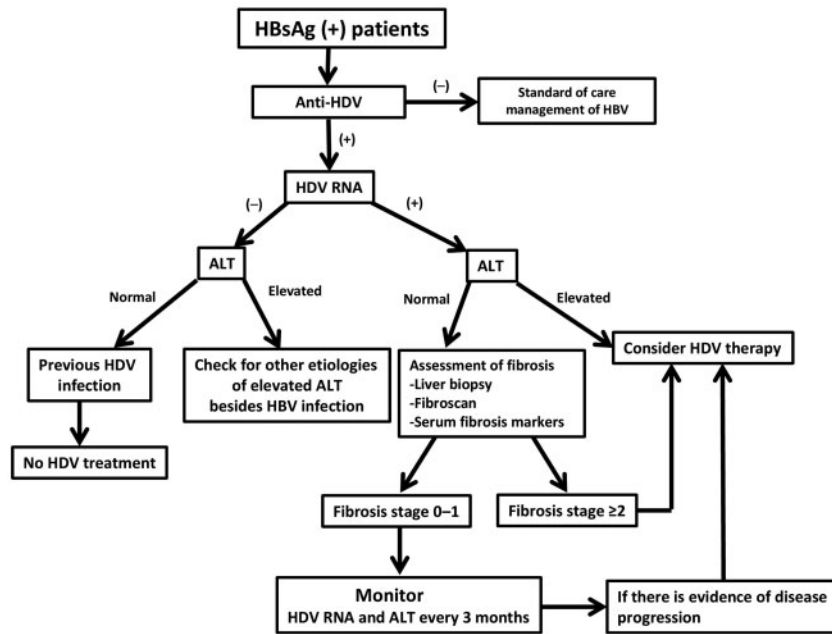 HBsAg (+) patients
Anti-HDV
(–)
Standard of care
management of HBV
(+)
HDV RNA
(–)
(+)
ALT
ALT
Normal
Elevated
Normal
Elevated
Previous HDV
infection
Check for other etiologies
of elevated ALT
besides HBV infection
Assessment of fibrosis
-Liver biopsy
-Fibroscan
-Serum fibrosis markers
Consider HDV therapy
No HDV treatment
Fibrosis stage 0–1
Fibrosis stage ≥2
Monitor
HDV RNA and ALT every 3 months
If there is evidence of disease
progression